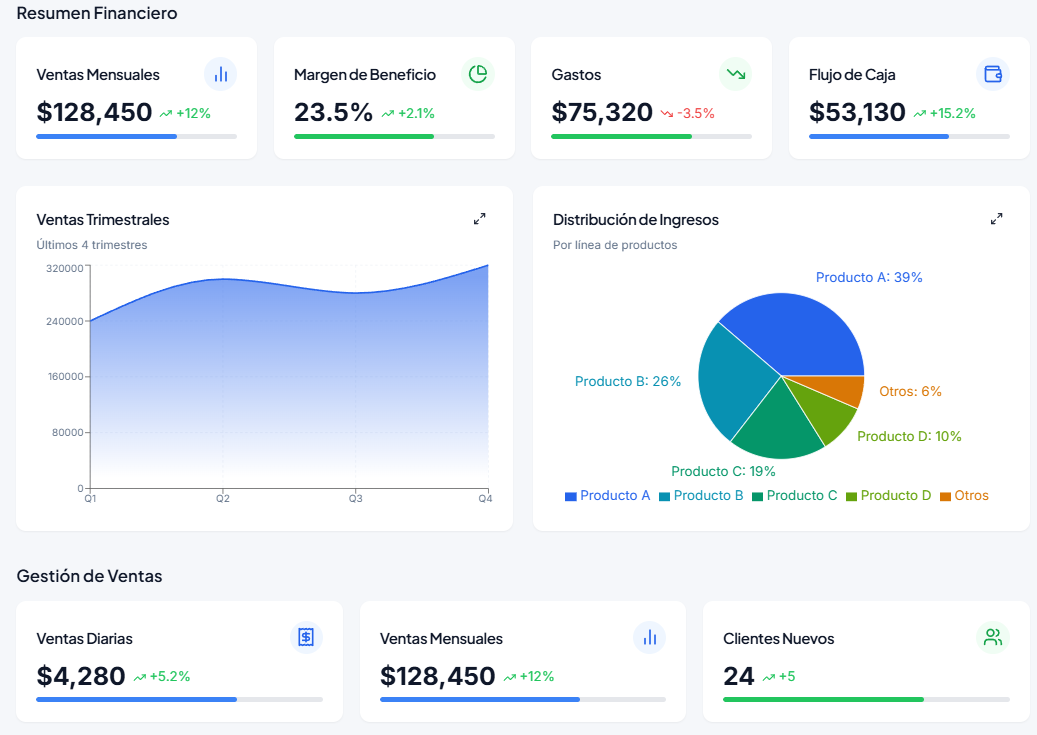 Resumen Financiero
Ventas Mensuales
$128,450 +12%
Margen de Beneficio
23.5% +2.1%
Gastos
$75,320 -3.5%
Flujo de Caja
$53,130 +15.2%
Ventas Trimestrales
Últimos 4 trimestres
320000
240000
160000
80000
0
Q1 Q2 Q3 Q4
Distribución de Ingresos
Por línea de productos
Producto A: 39%
Producto B: 26%
Otros: 6%
Producto D: 10%
Producto C: 19%
Producto A Producto B Producto C Producto D Otros
Gestión de Ventas
Ventas Diarias
$4,280 +5.2%
Ventas Mensuales
$128,450 +12%
Clientes Nuevos
24 +5